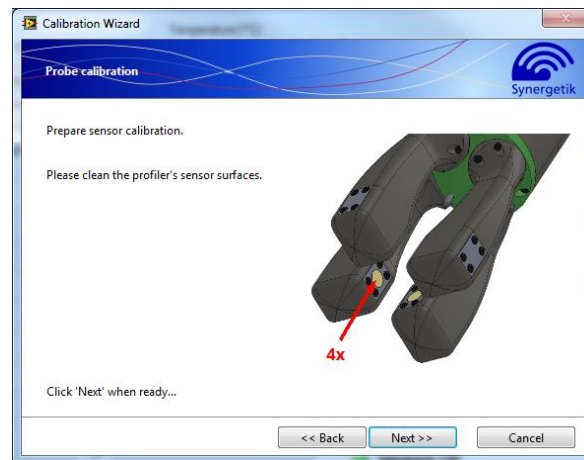 Calibration Wizard
Probe calibration
Synergetik
Prepare sensor calibration.
Please clean the profiler's sensor surfaces.
4x
Click 'Next' when ready...
<< Back
Next >>
Cancel